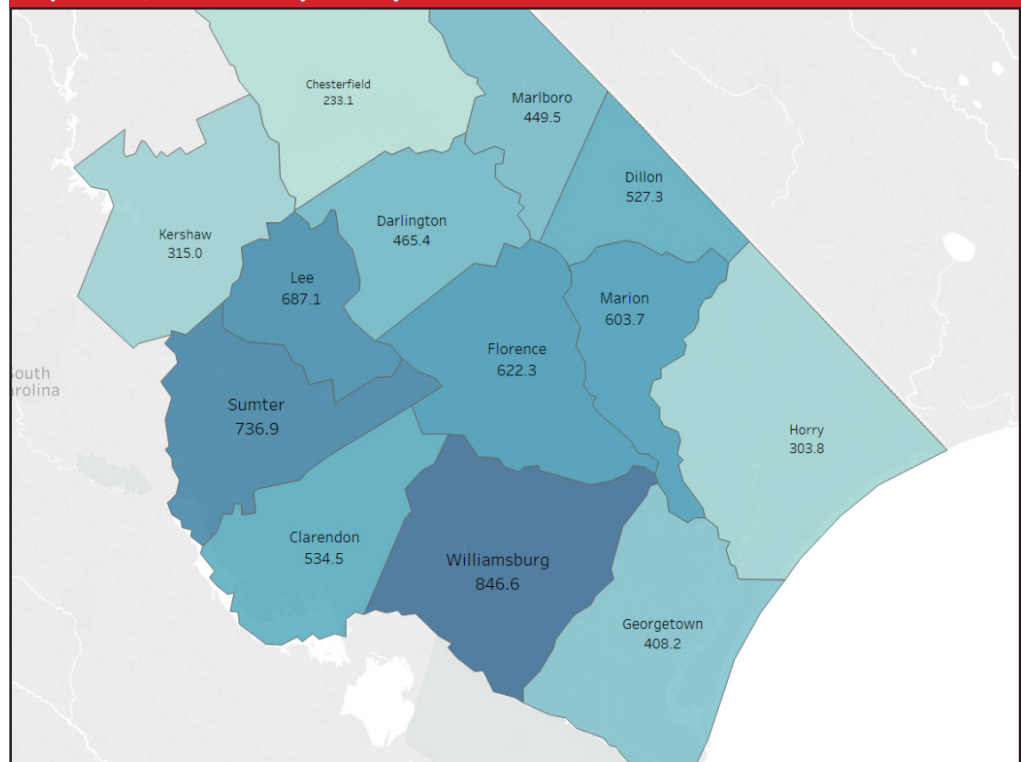 Chesterfield
233.1
Marlboro
449.5
Dillon
527.3
Darlington
465.4
Kershaw
315.0
Lee
687.1
Marion
603.7
Florence
622.3
Sumter
736.9
Horry
303.8
Clarendon
534.5
Williamsburg
846.6
Georgetown
408.2